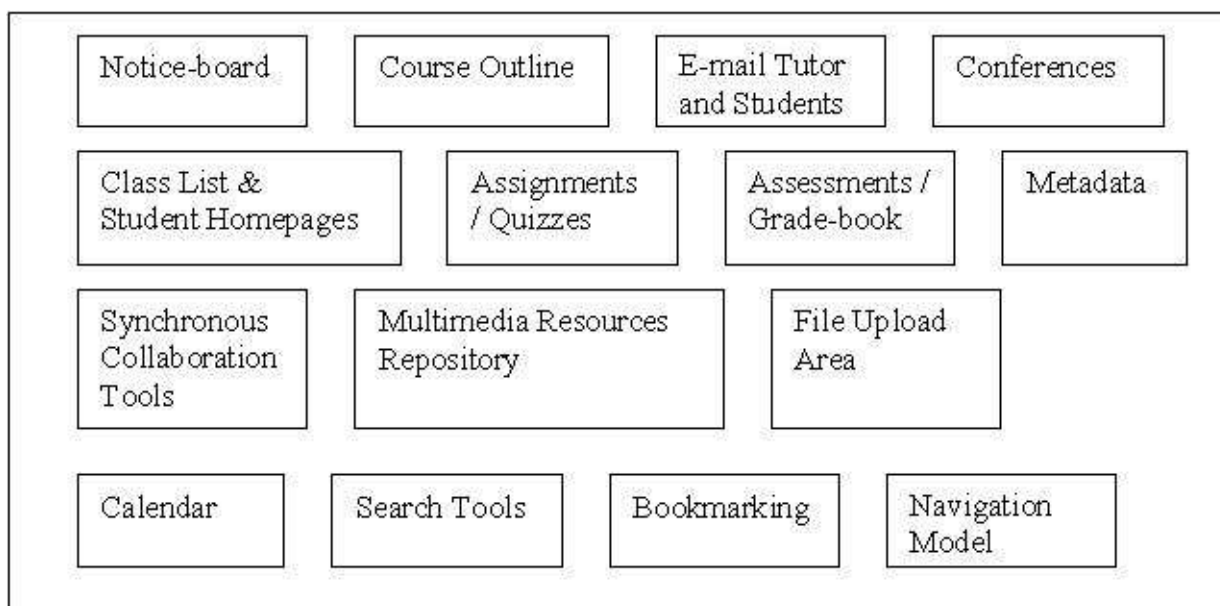 Notice-board
Course Outline
E-mail Tutor
and Students
Conferences
Class List &
Student Homepages
Assignments
/ Quizzes
Assessments /
Grade-book
Metadata
Synchronous
Collaboration
Tools
Multimedia Resources
Repository
File Upload
Area
Calendar
Search Tools
Bookmarking
Navigation
Model